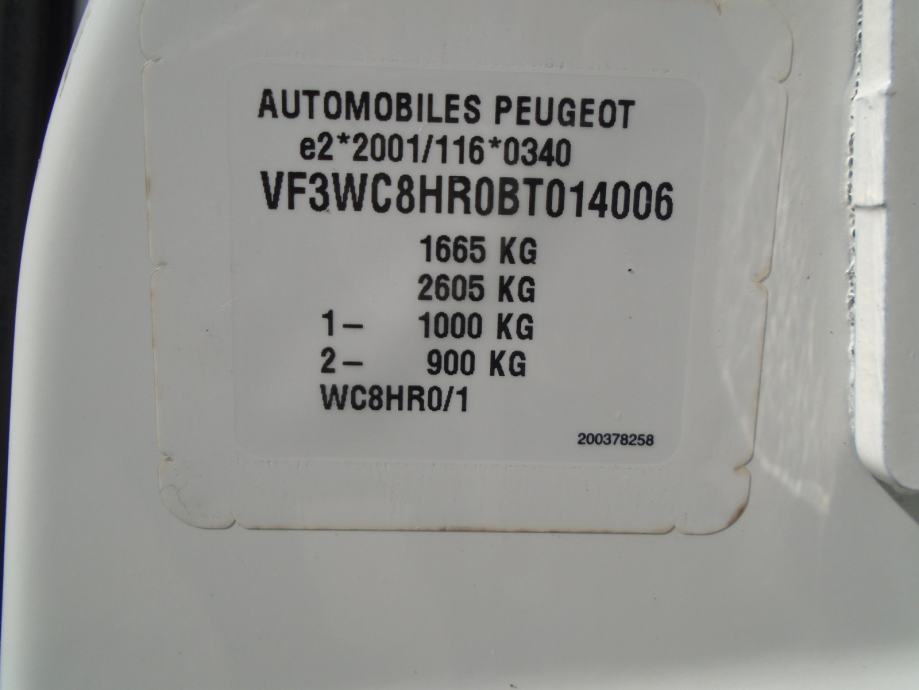 AUTOMOBILES PEUGEOT
e2*2001/116*0340
VF3WC8HR0BT014006
1665 KG
2605 KG
1- 1000 KG
2- 900 KG
WC8HR0/1
200378258